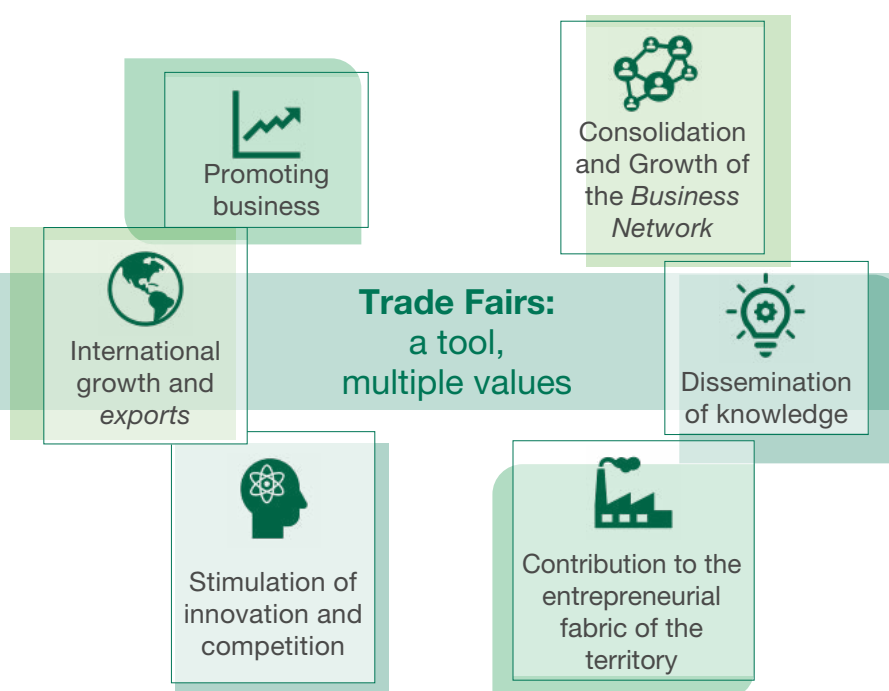 Promoting
business
Consolidation
and Growth of
the Business
Network
International
growth and
exports
Trade Fairs:
a tool,
multiple values
Dissemination
of knowledge
Stimulation of
innovation and
competition
Contribution to the
entrepreneurial
fabric of the
territory